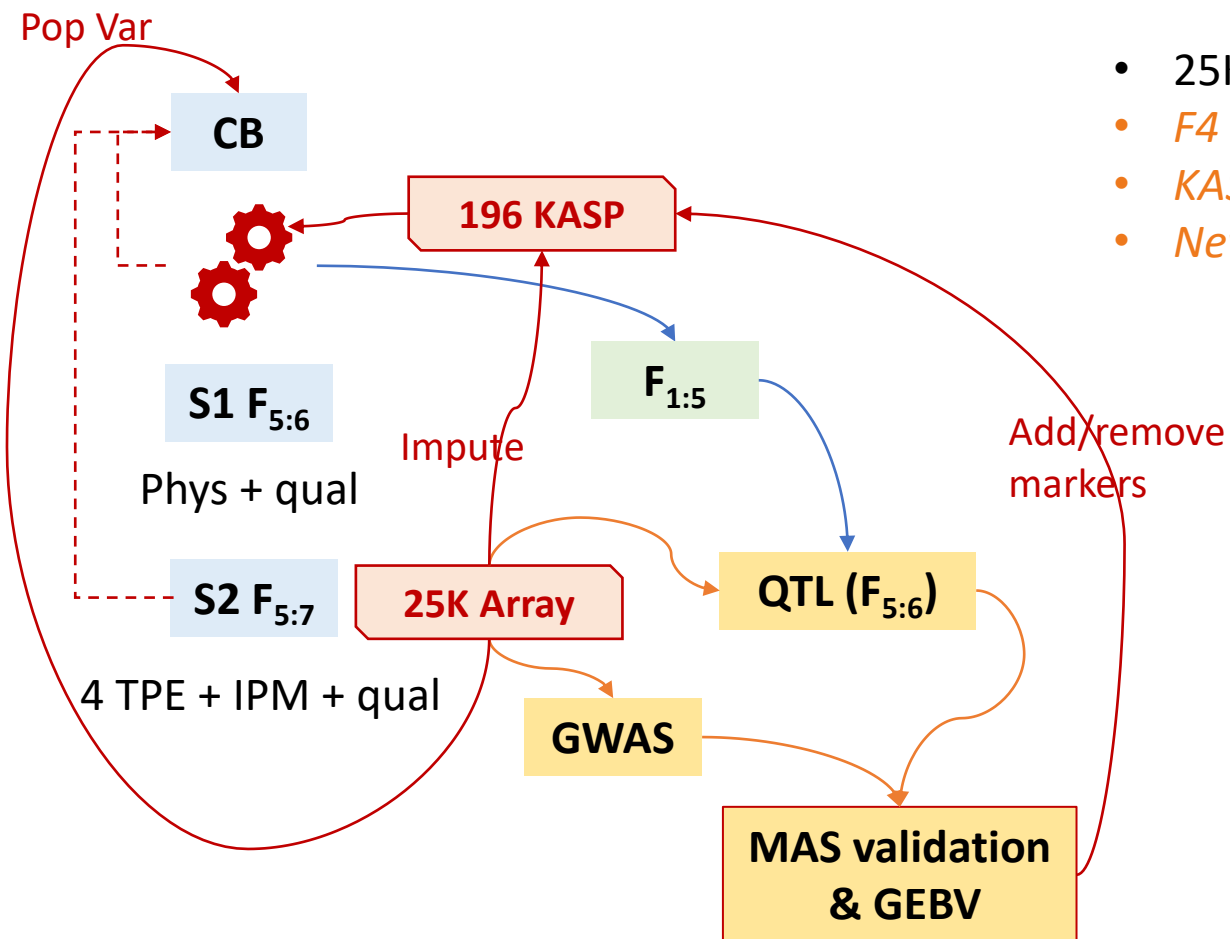 Pop Var
CB
196 KASP
F1:5
S1 F5:6
Impute
Add/remove
markers
Phys + qual
S2 F5:7
25K Array
QTL (F5:6)
4 TPE + IPM + qual
GWAS
MAS validation
& GEBV
F4